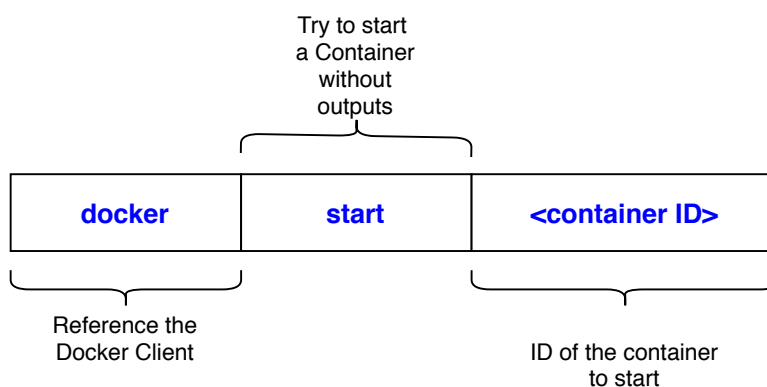 Try to start
a Container
without
outputs
docker
start
<container ID>
Reference the
Docker Client
ID of the container
to start